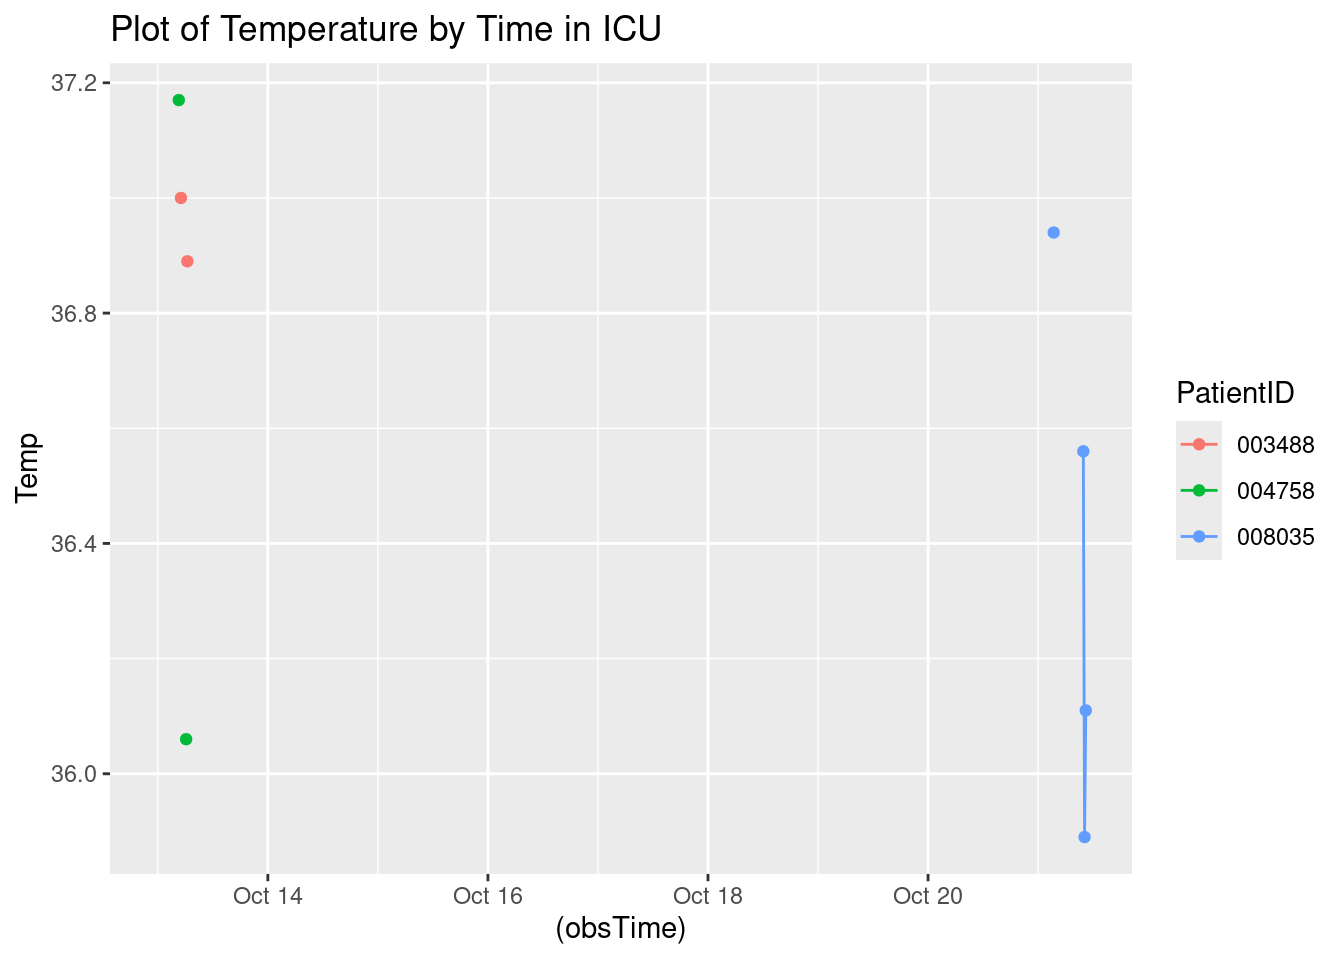 Plot of Temperature by Time in ICU
37.2
36.8
36.4
36.0
Temp
Oct 14
Oct 16
Oct 18
Oct 20
(obsTime)
PatientID
003488
004758
008035